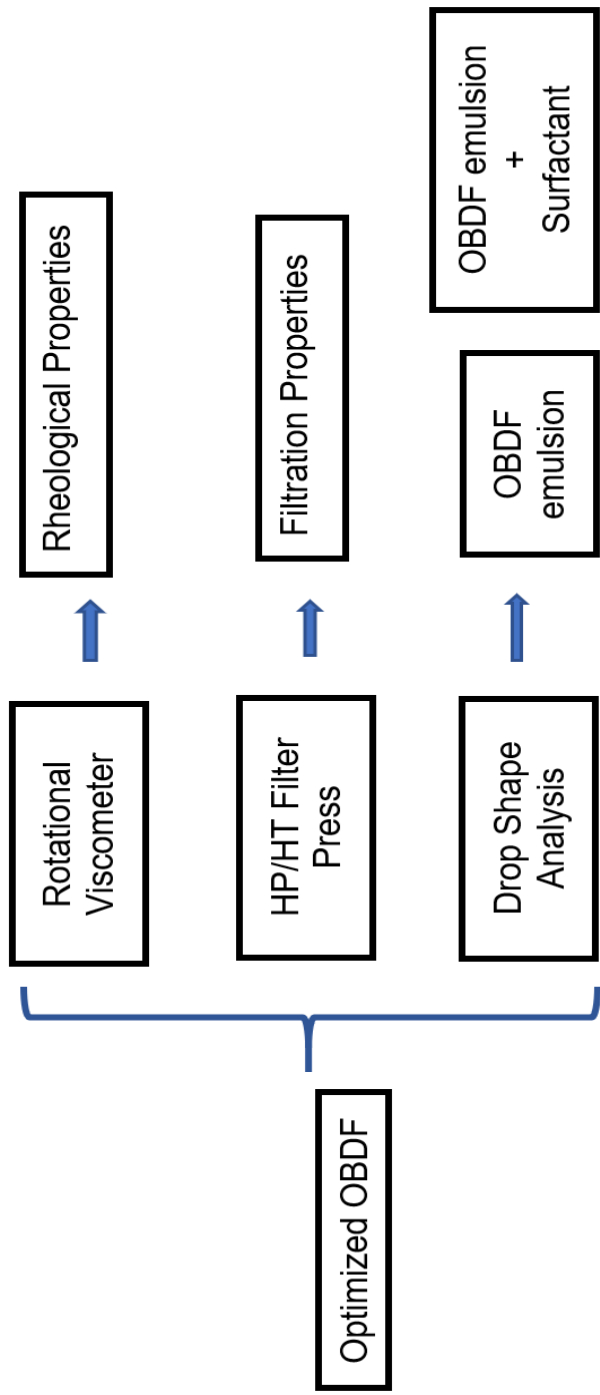 Optimized OBDF
Rotational
Viscometer
Rheological Properties
HP/HT Filter
Press
Filtration Properties
Drop Shape
Analysis
OBDF
emulsion
OBDF emulsion
+
Surfactant